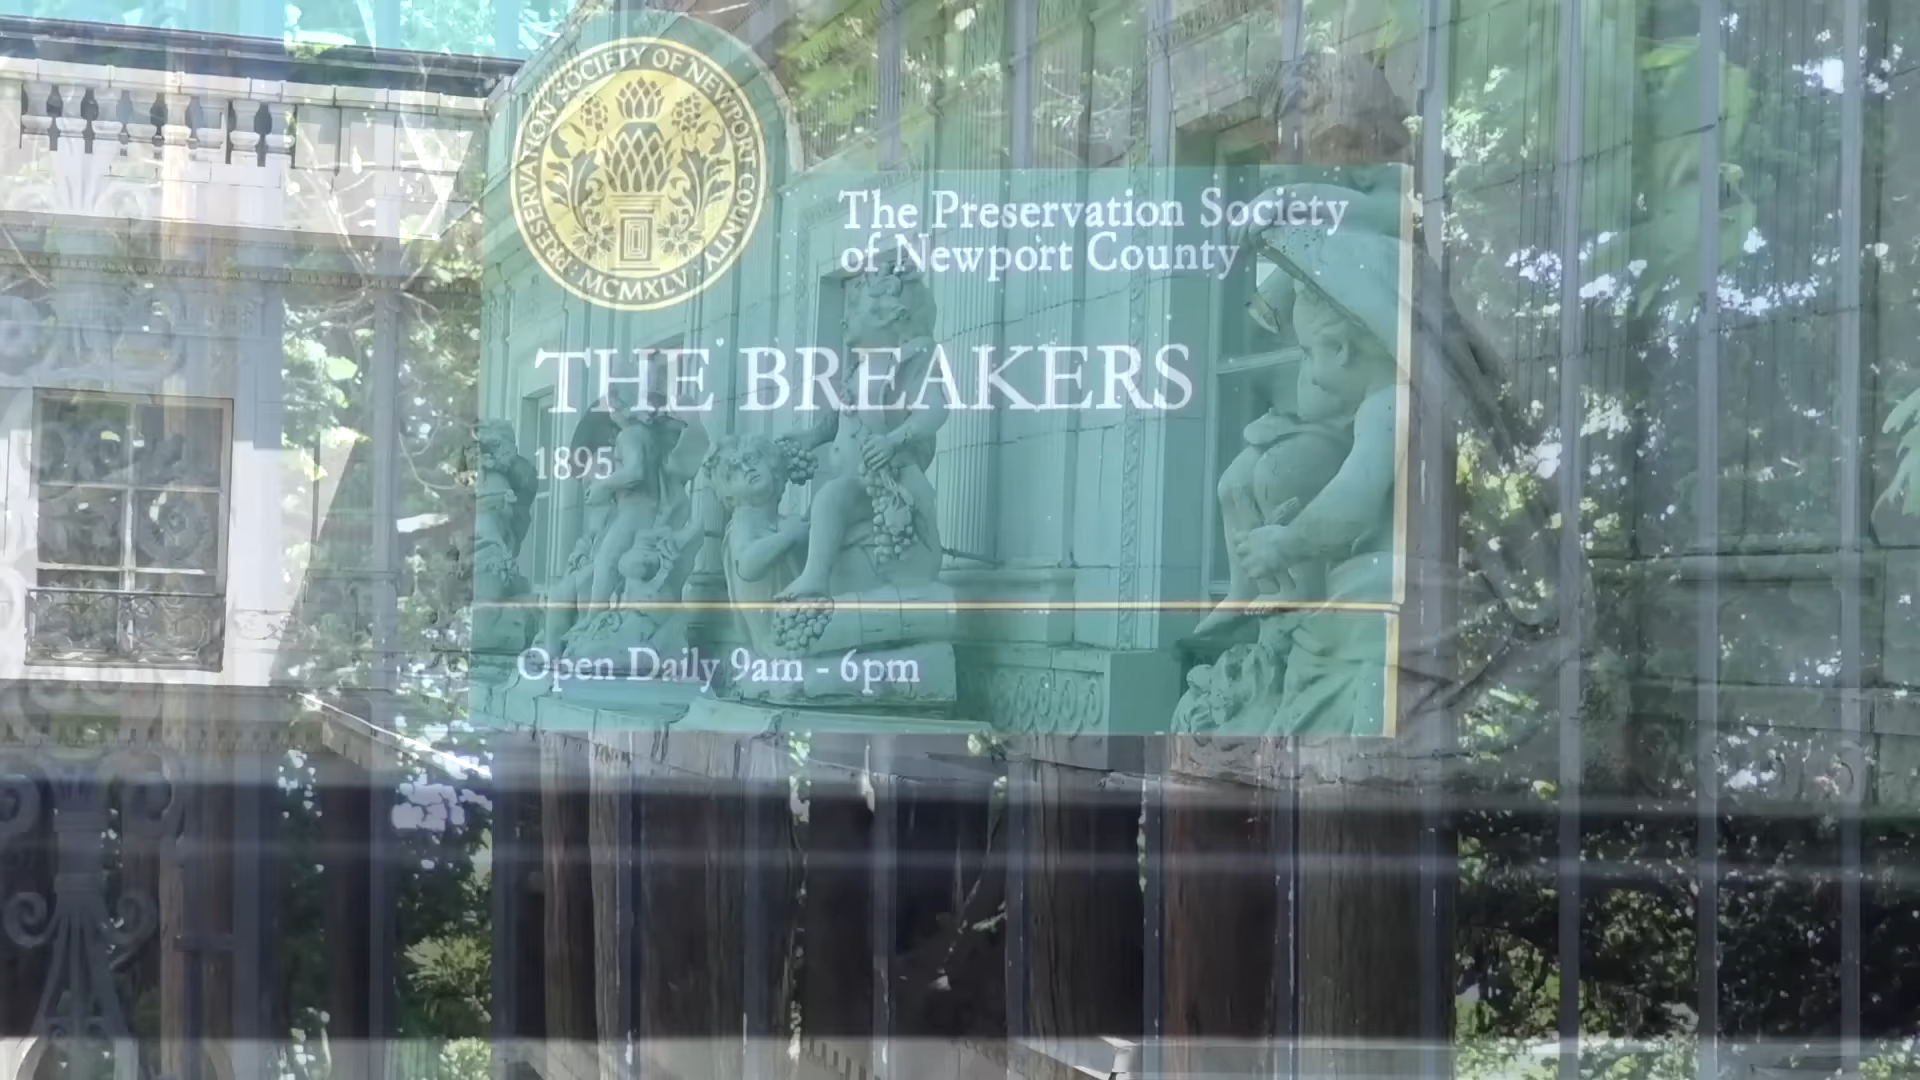 PRESERVATION SOCIETY OF NEWPORT COUNTY
· MCMXLV ·
The Preservation Society
of Newport County
THE BREAKERS
1895
Open Daily 9am - 6pm